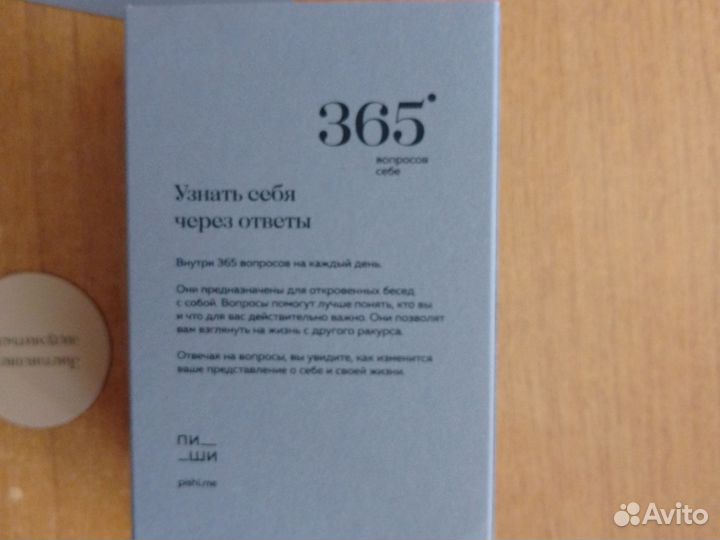 365
вопросов
себе
Узнать себя
через ответы
Внутри 365 вопросов на каждый день.
Они предназначены для откровенных бесед
с собой. Вопросы помогут лучше понять, кто вы
и что для вас действительно важно. Они позволят
вам взглянуть на жизнь с другого ракурса.
Отвечая на вопросы, вы увидите, как изменится
ваше представление о себе и своей жизни.
ПИ__
__ШИ
pishi.me
Avito